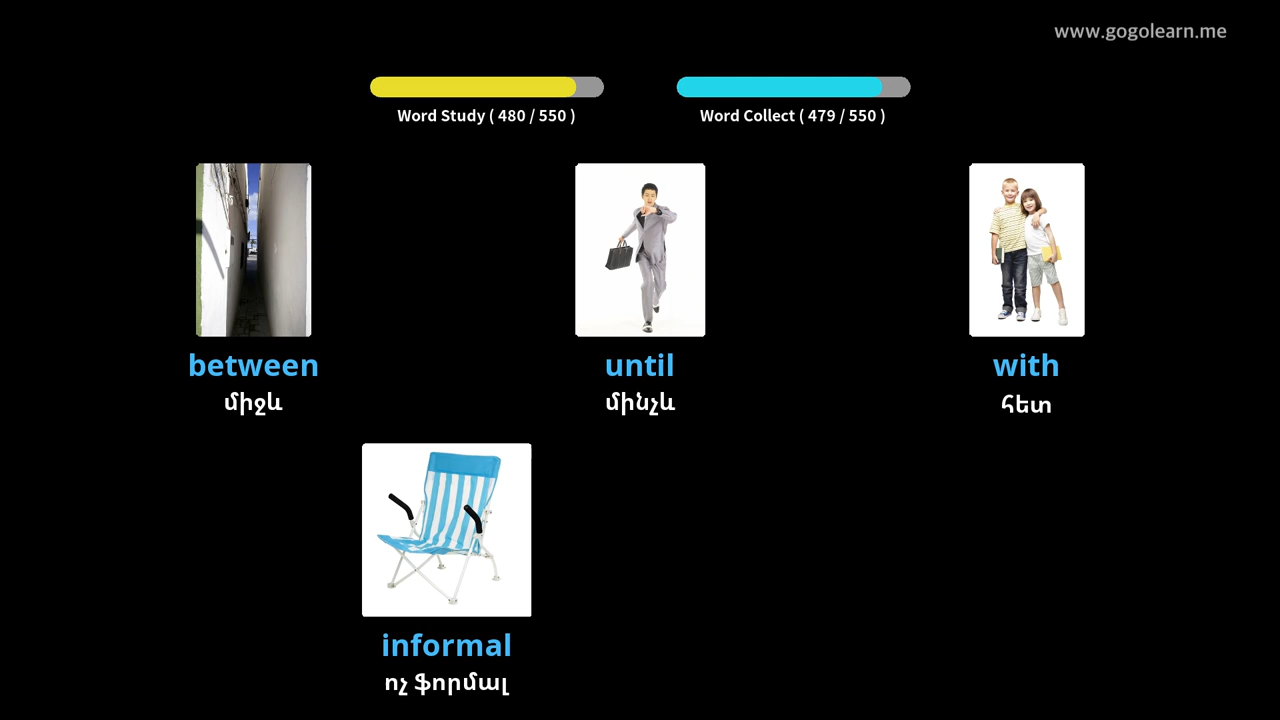 www.gogolearn.me
Word Study ( 480 / 550 )
Word Collect ( 479 / 550 )
between
միջև
until
մինչև
with
հետ
informal
ոչ ֆորմալ